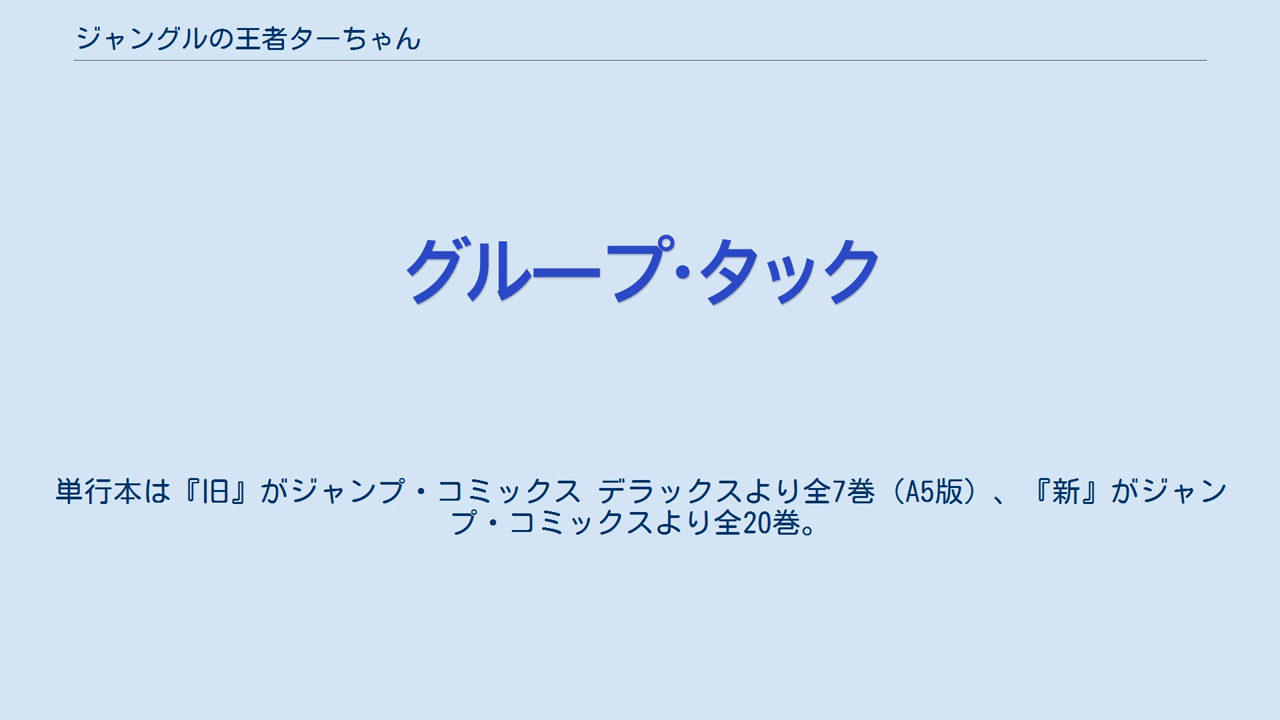 ジャングルの王者ターちゃん
グループ･タック
単行本は『旧』がジャンプ・コミックス デラックスより全7巻（A5版）、『新』がジャン
プ・コミックスより全20巻。